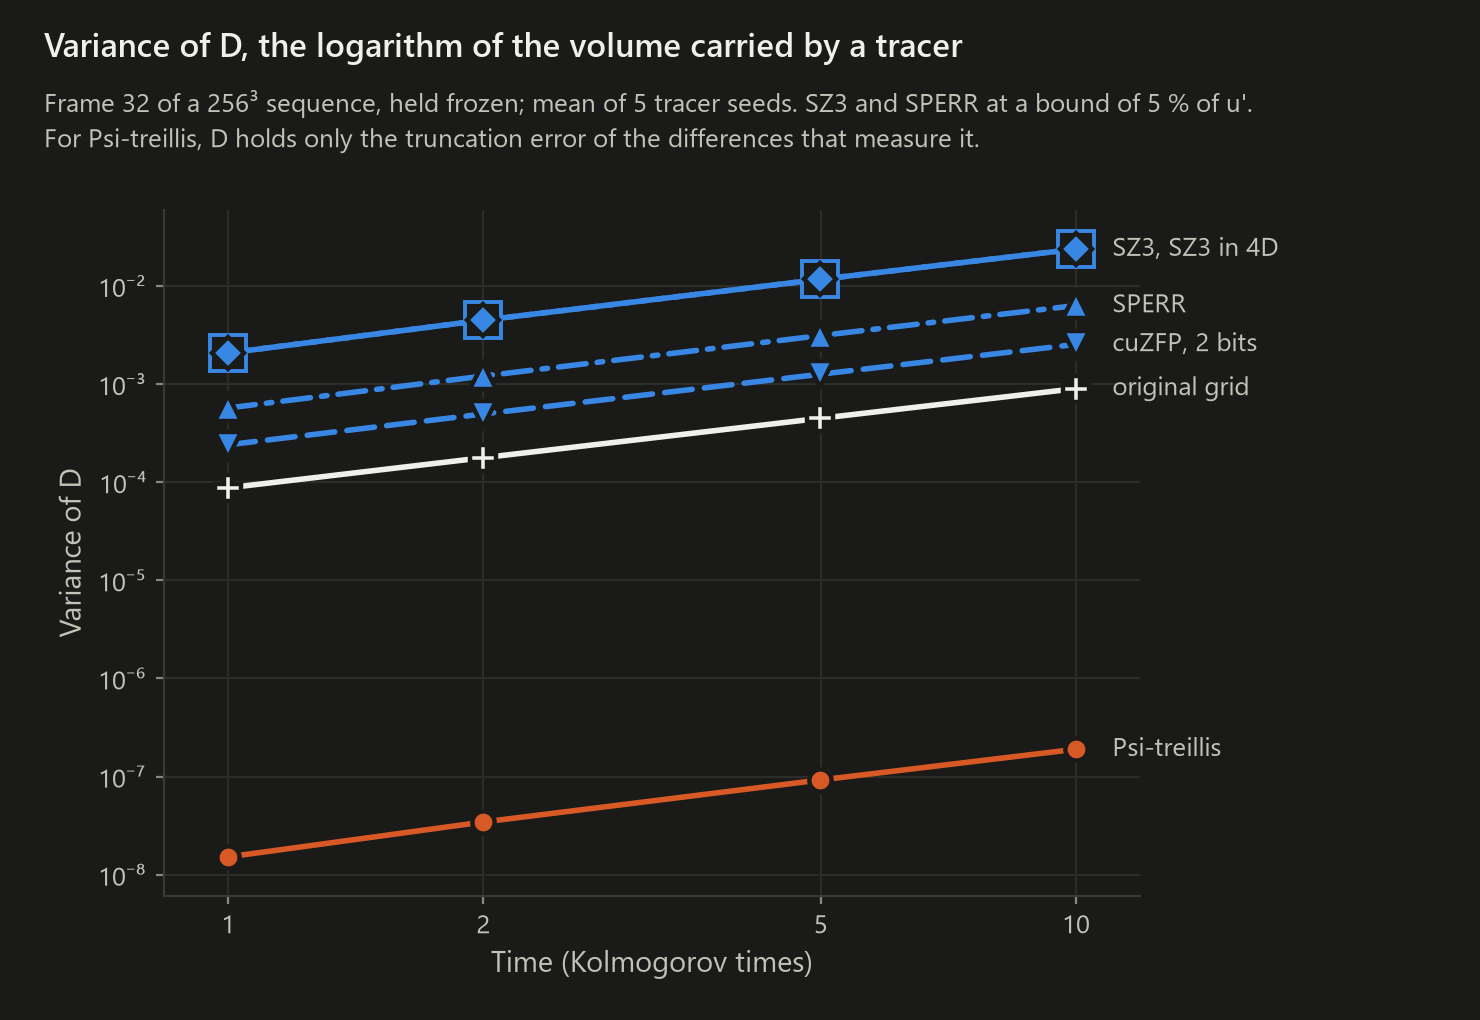 Variance of D, the logarithm of the volume carried by a tracer
Frame 32 of a 256³ sequence, held frozen; mean of 5 tracer seeds. SZ3 and SPERR at a bound of 5 % of u'.
For Psi-treillis, D holds only the truncation error of the differences that measure it.
SZ3, SZ3 in 4D
SPERR
cuZFP, 2 bits
original grid
Psi-treillis
10⁻²
10⁻³
10⁻⁴
10⁻⁵
10⁻⁶
10⁻⁷
10⁻⁸
Variance of D
1 2 5 10
Time (Kolmogorov times)